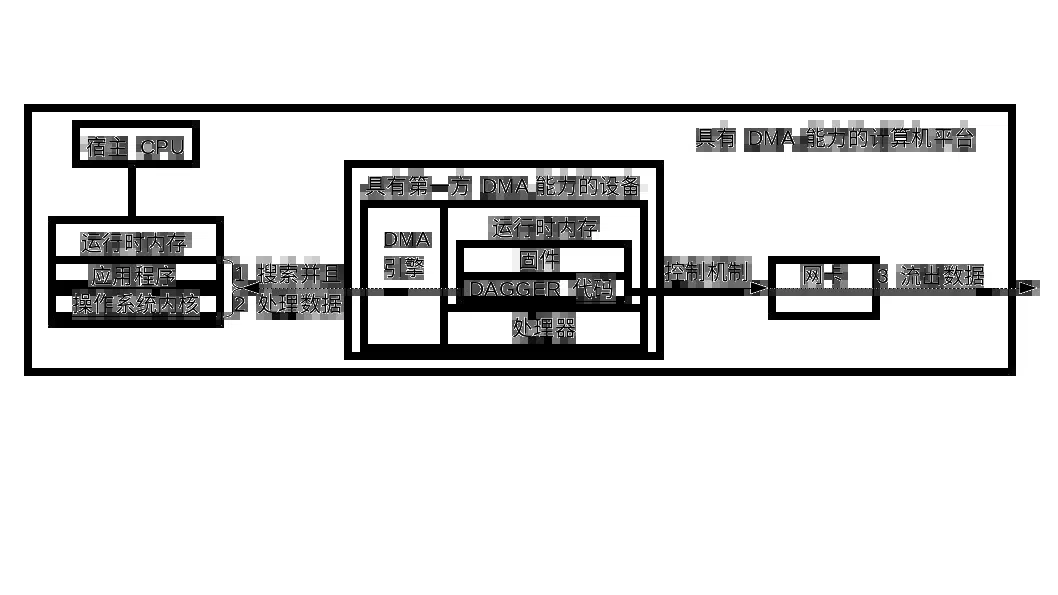 宿主 CPU
具有 DMA 能力的计算机平台
具有第一方 DMA 能力的设备
运行时内存
应用程序
操作系统内核
1 搜索并且
2 处理数据
DMA
引擎
运行时内存
固件
DAGGER 代码
处理器
控制机制
网卡
3 流出数据